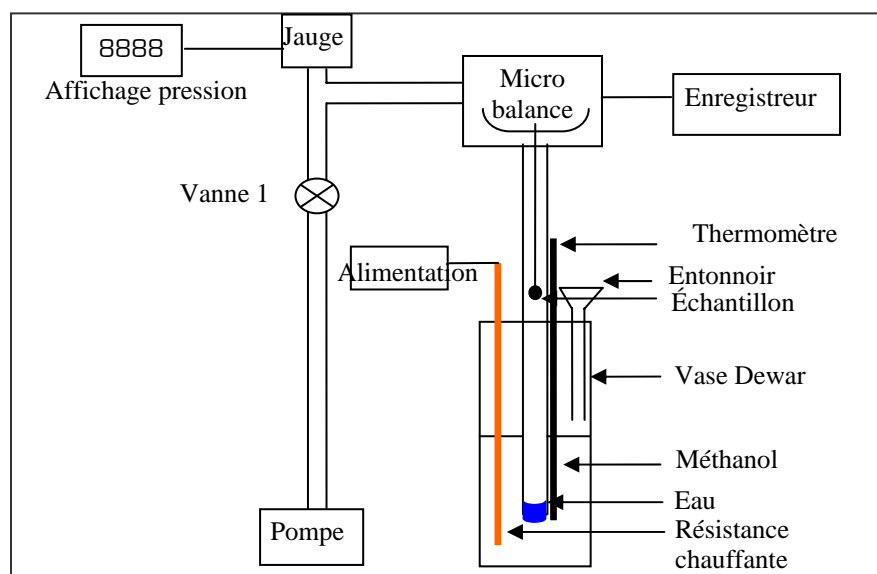 8888
Jauge
Affichage pression
Micro
balance
Enregistreur
Vanne 1
Thermomètre
Alimentation
Entonnoir
Échantillon
Vase Dewar
Méthanol
Eau
Pompe
Résistance
chauffante